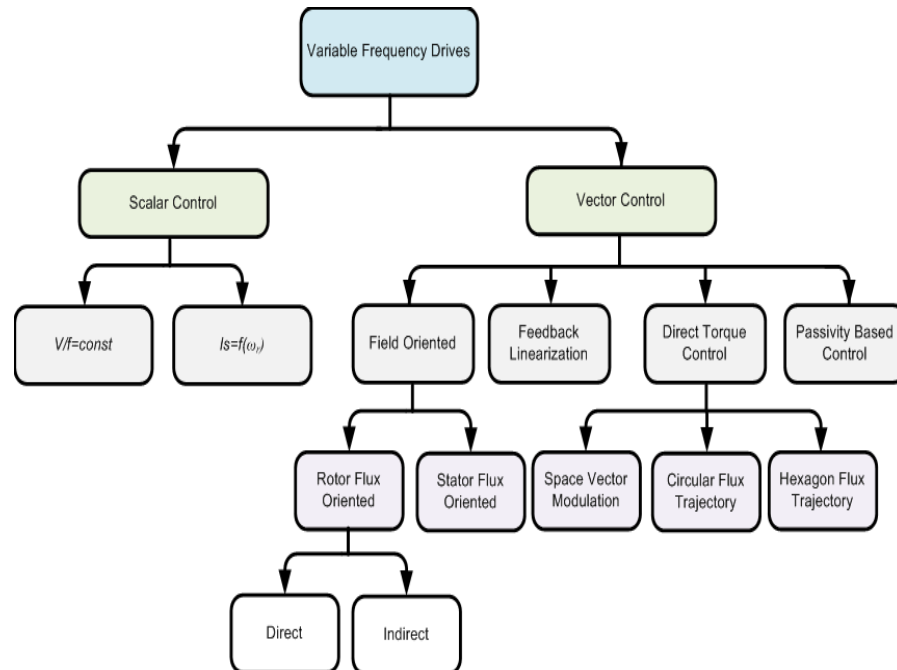 Variable Frequency Drives
Scalar Control
Vector Control
V/f=const
Is=f(ωr)
Field Oriented
Feedback
Linearization
Direct Torque
Control
Passivity Based
Control
Rotor Flux
Oriented
Stator Flux
Oriented
Space Vector
Modulation
Circular Flux
Trajectory
Hexagon Flux
Trajectory
Direct
Indirect